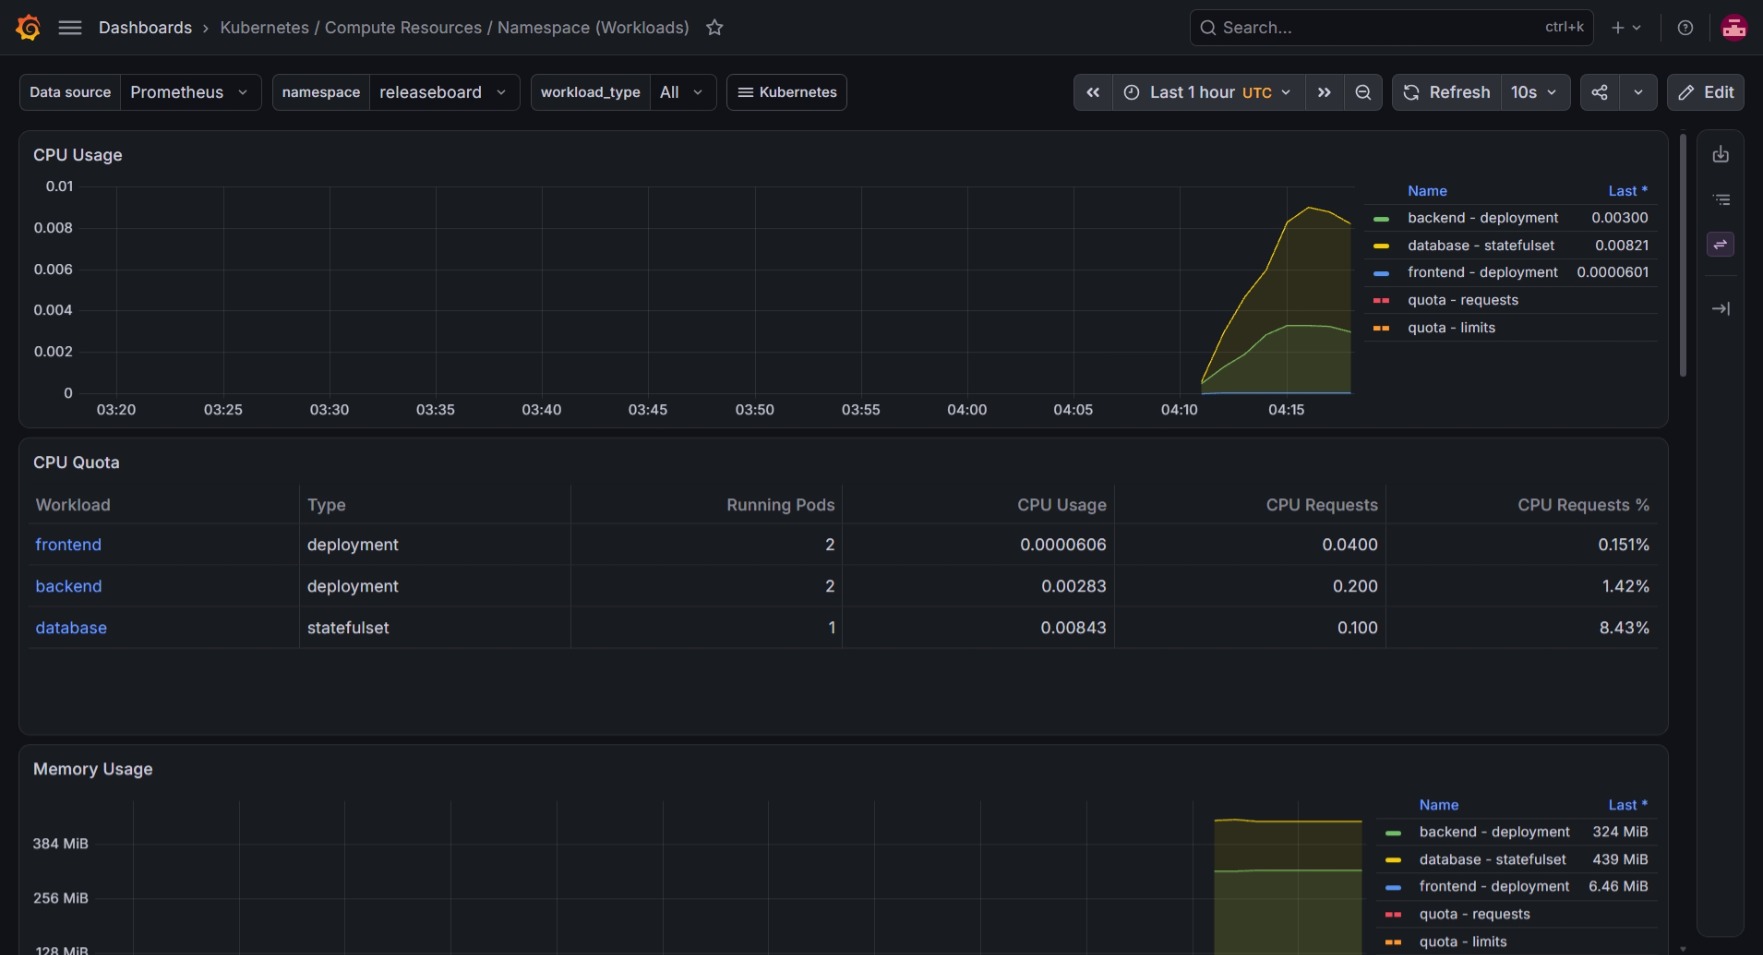 Dashboards › Kubernetes / Compute Resources / Namespace (Workloads) Search... ctrl+k
Data source Prometheus namespace releaseboard workload_type All Kubernetes Last 1 hour UTC Refresh 10s Edit
CPU Usage
0.01
0.008
0.006
0.004
0.002
0
03:20 03:25 03:30 03:35 03:40 03:45 03:50 03:55 04:00 04:05 04:10 04:15
Name Last *
backend - deployment 0.00300
database - statefulset 0.00821
frontend - deployment 0.0000601
quota - requests
quota - limits
CPU Quota
Workload Type Running Pods CPU Usage CPU Requests CPU Requests %
frontend deployment 2 0.0000606 0.0400 0.151%
backend deployment 2 0.00283 0.200 1.42%
database statefulset 1 0.00843 0.100 8.43%
Memory Usage
384 MiB
256 MiB
128 MiB
Name Last *
backend - deployment 324 MiB
database - statefulset 439 MiB
frontend - deployment 6.46 MiB
quota - requests
quota - limits